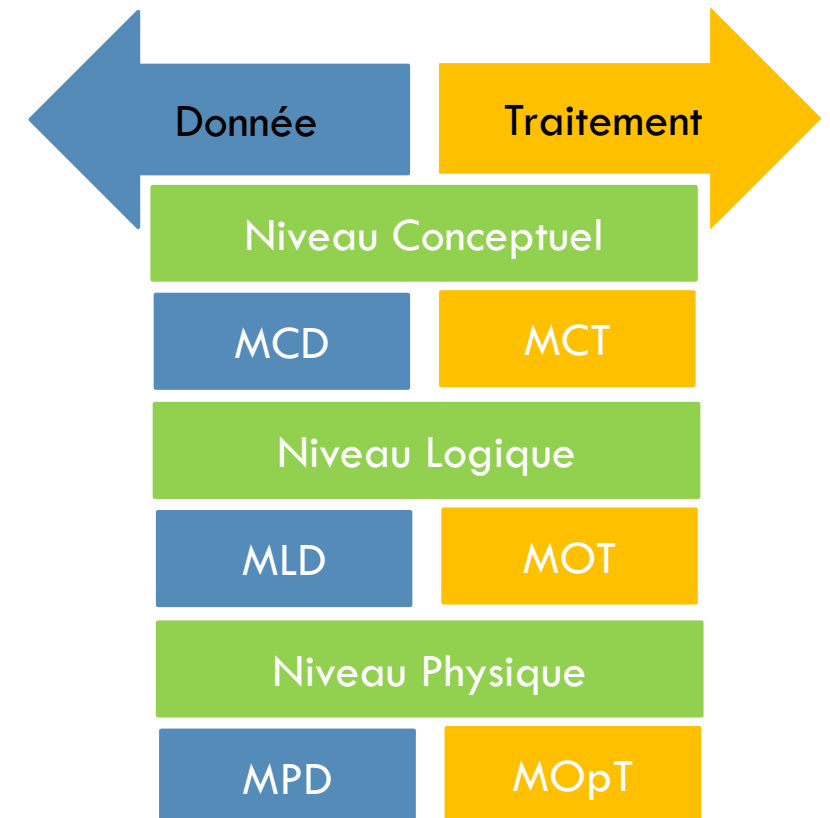 Donnée
Traitement
Niveau Conceptuel
MCD
MCT
Niveau Logique
MLD
MOT
Niveau Physique
MPD
MOpT